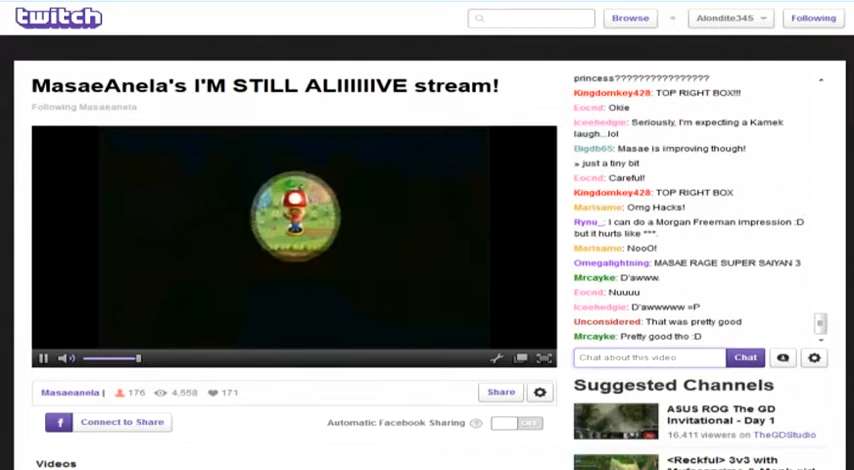 twitch
Browse
Alondite345
Following
MasaeAnela's I'M STILL ALIIIIIIVE stream!
Following Masaeanela
princess????????????????
Kingdomkey428: TOP RIGHT BOX!!!
Eocnd: Okie
Iceehedgie: Seriously, I'm expecting a Kamek
laugh...lol
Bigdb65: Masae is improving though!
» just a tiny bit
Eocnd: Careful!
Kingdomkey428: TOP RIGHT BOX
Marisame: Omg Hacks!
Rynu_: I can do a Morgan Freeman impression :D
but it hurts like ***.
Marisame: NooO!
Omegalightning: MASAE RAGE SUPER SAIYAN 3
Mrcayke: D'awww.
Eocnd: Nuuuu
Iceehedgie: D'awwwww =P
Unconsidered: That was pretty good
Mrcayke: Pretty good tho :D
Chat about this video
Chat
Masaeanela |
176
4,558
171
Share
f Connect to Share
Automatic Facebook Sharing ?
OFF
Videos
Suggested Channels
ASUS ROG The GD
Invitational - Day 1
16,411 viewers on TheGDStudio
<Reckful> 3v3 with